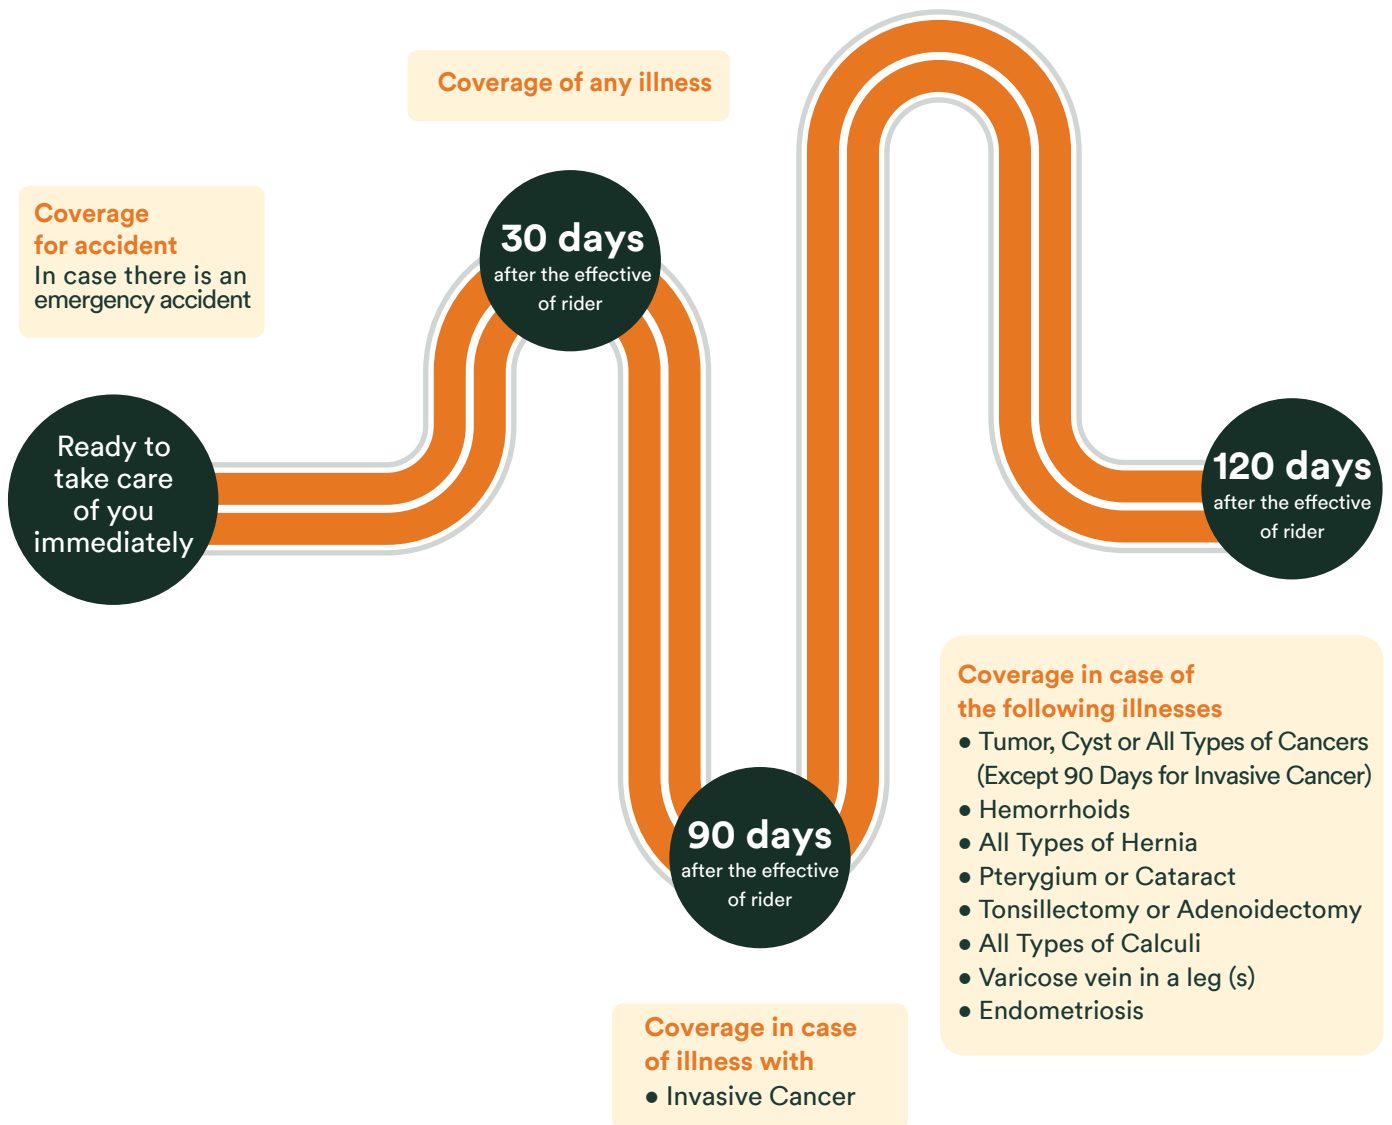 Coverage of any illness
Coverage
for accident
In case there is an
emergency accident
30 days
after the effective
of rider
Ready to
take care
of you
immediately
120 days
after the effective
of rider
90 days
after the effective
of rider
Coverage in case of
the following illnesses
● Tumor, Cyst or All Types of Cancers
(Except 90 Days for Invasive Cancer)
● Hemorrhoids
● All Types of Hernia
● Pterygium or Cataract
● Tonsillectomy or Adenoidectomy
● All Types of Calculi
● Varicose vein in a leg (s)
● Endometriosis
Coverage in case
of illness with
● Invasive Cancer